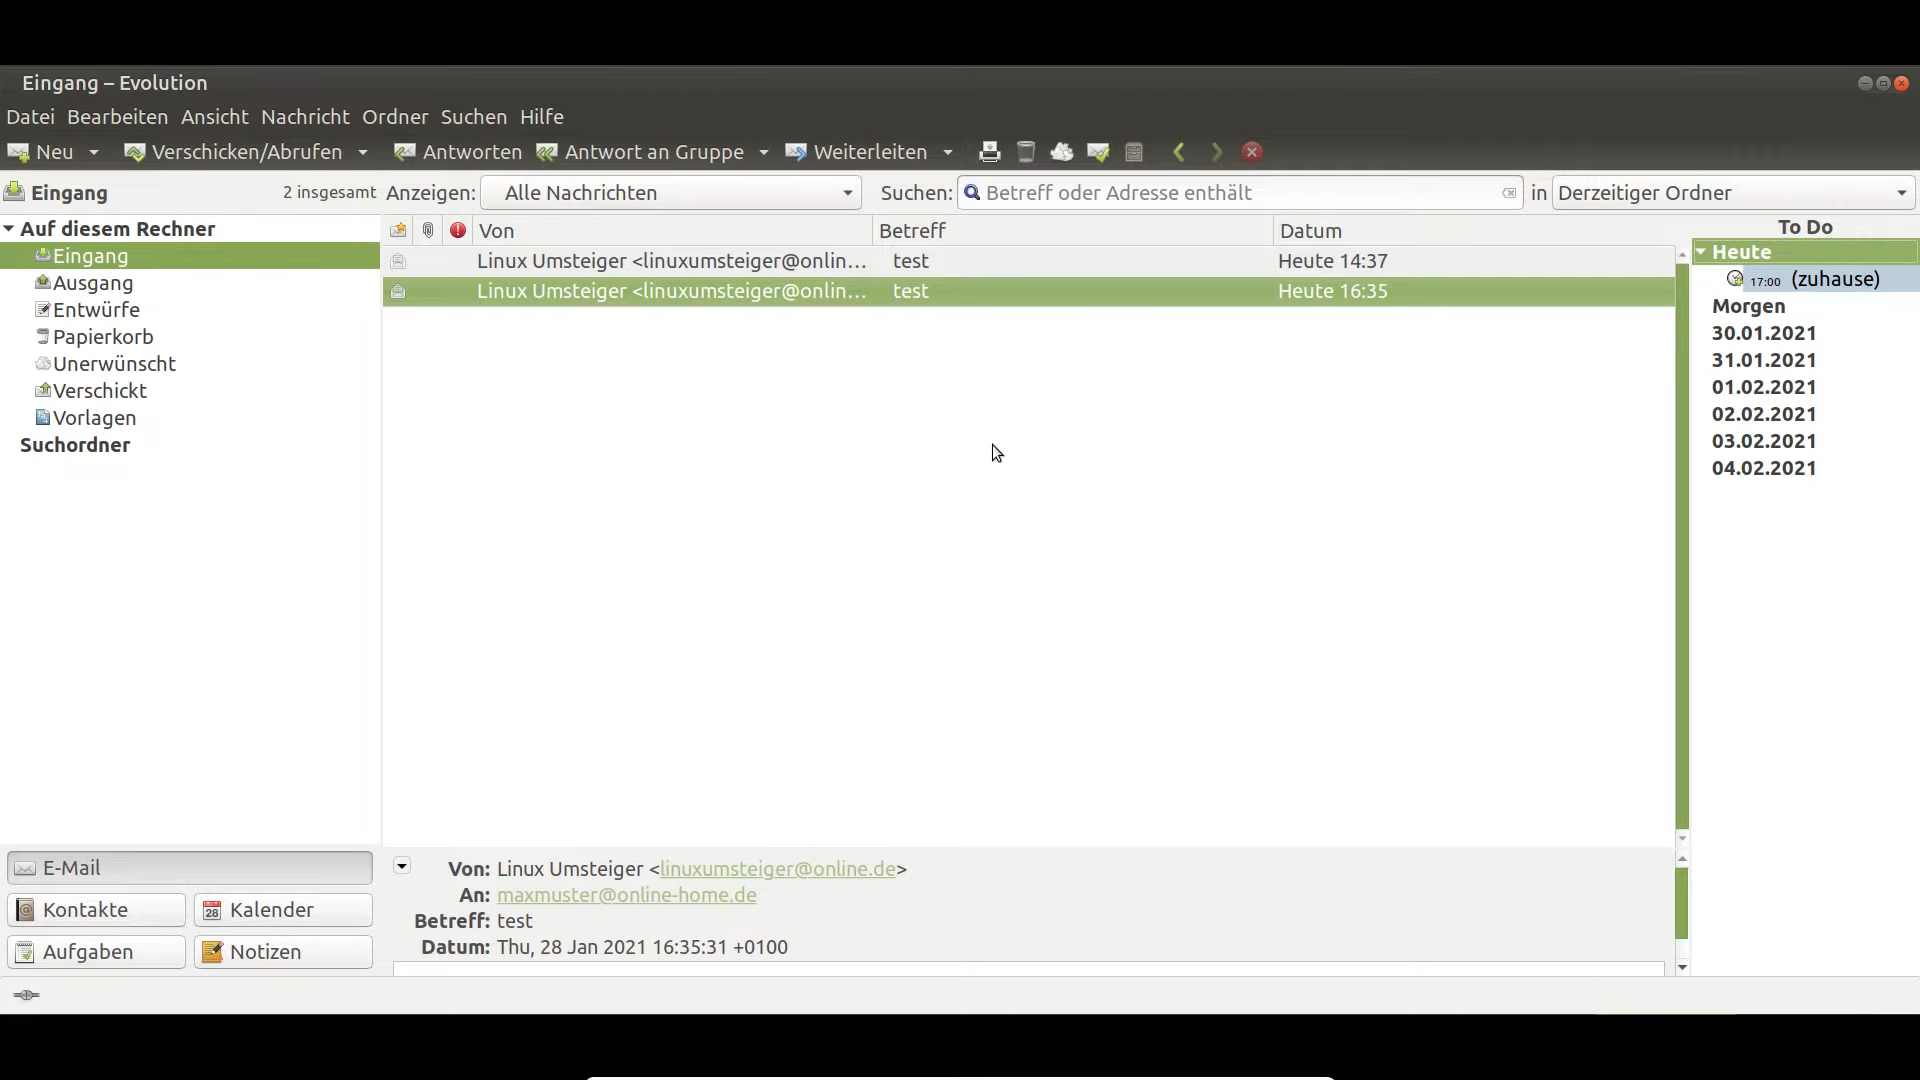 Eingang – Evolution
Datei Bearbeiten Ansicht Nachricht Ordner Suchen Hilfe
Neu Verschicken/Abrufen Antworten Antwort an Gruppe Weiterleiten
Eingang 2 insgesamt Anzeigen: Alle Nachrichten Suchen: Betreff oder Adresse enthält in Derzeitiger Ordner
Auf diesem Rechner
Eingang
Ausgang
Entwürfe
Papierkorb
Unerwünscht
Verschickt
Vorlagen
Suchordner
Von Betreff Datum
Linux Umsteiger <linuxumsteiger@onlin... test Heute 14:37
Linux Umsteiger <linuxumsteiger@onlin... test Heute 16:35
To Do
Heute
17:00 (zuhause)
Morgen
30.01.2021
31.01.2021
01.02.2021
02.02.2021
03.02.2021
04.02.2021
E-Mail
Kontakte 28 Kalender
Aufgaben Notizen
Von: Linux Umsteiger <linuxumsteiger@online.de>
An: maxmuster@online-home.de
Betreff: test
Datum: Thu, 28 Jan 2021 16:35:31 +0100